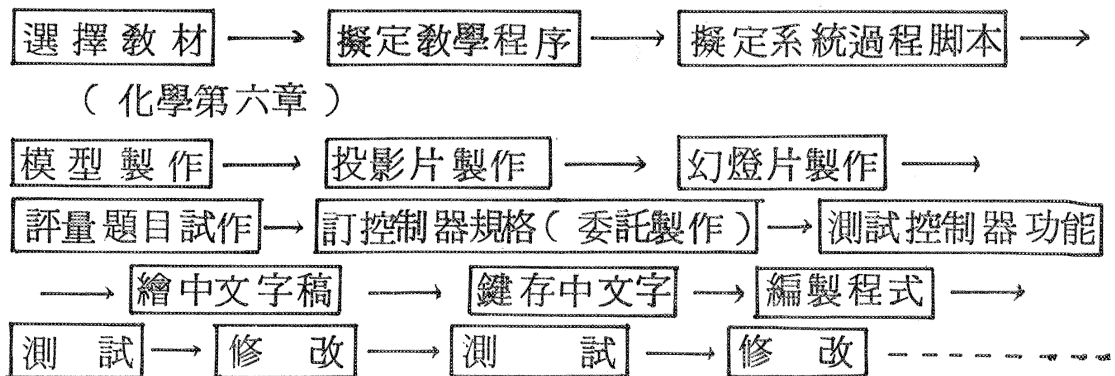 選擇教材 → 擬定教學程序 → 擬定系統過程脚本 →
( 化學第六章 )
模型製作 → 投影片製作 → 幻燈片製作 →
評量題目試作 → 訂控制器規格( 委託製作 ) → 測試控制器功能
→ 繪中文字稿 → 鍵存中文字 → 編製程式 →
測試 → 修改 → 測試 → 修改 ----------